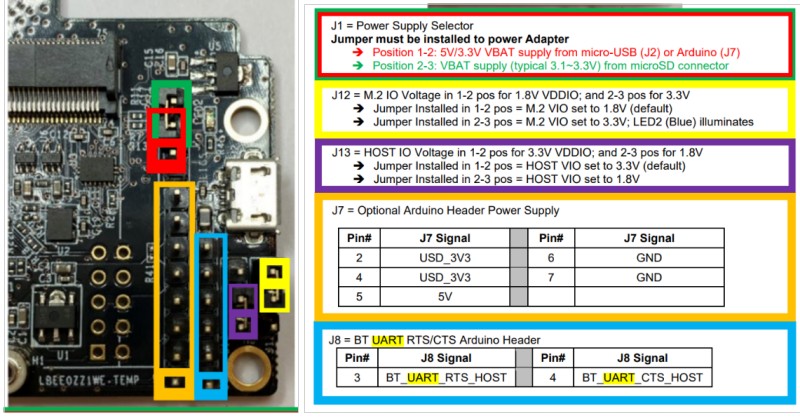 J1 = Power Supply Selector
Jumper must be installed to power Adapter
➔ Position 1-2: 5V/3.3V VBAT supply from micro-USB (J2) or Arduino (J7)
➔ Position 2-3: VBAT supply (typical 3.1~3.3V) from microSD connector
J12 = M.2 IO Voltage in 1-2 pos for 1.8V VDDIO; and 2-3 pos for 3.3V
➔ Jumper Installed in 1-2 pos = M.2 VIO set to 1.8V (default)
➔ Jumper Installed in 2-3 pos = M.2 VIO set to 3.3V; LED2 (Blue) illuminates
J13 = HOST IO Voltage in 1-2 pos for 3.3V VDDIO; and 2-3 pos for 1.8V
➔ Jumper Installed in 1-2 pos = HOST VIO set to 3.3V (default)
➔ Jumper Installed in 2-3 pos = HOST VIO set to 1.8V
J7 = Optional Arduino Header Power Supply
Pin# J7 Signal Pin# J7 Signal
2 USD_3V3 6 GND
4 USD_3V3 7 GND
5 5V
J8 = BT UART RTS/CTS Arduino Header
Pin# J8 Signal Pin# J8 Signal
3 BT_UART_RTS_HOST 4 BT_UART_CTS_HOST
C15
U5
U2
R41
U1
H1
LBEE0ZZ1WE-TEMP